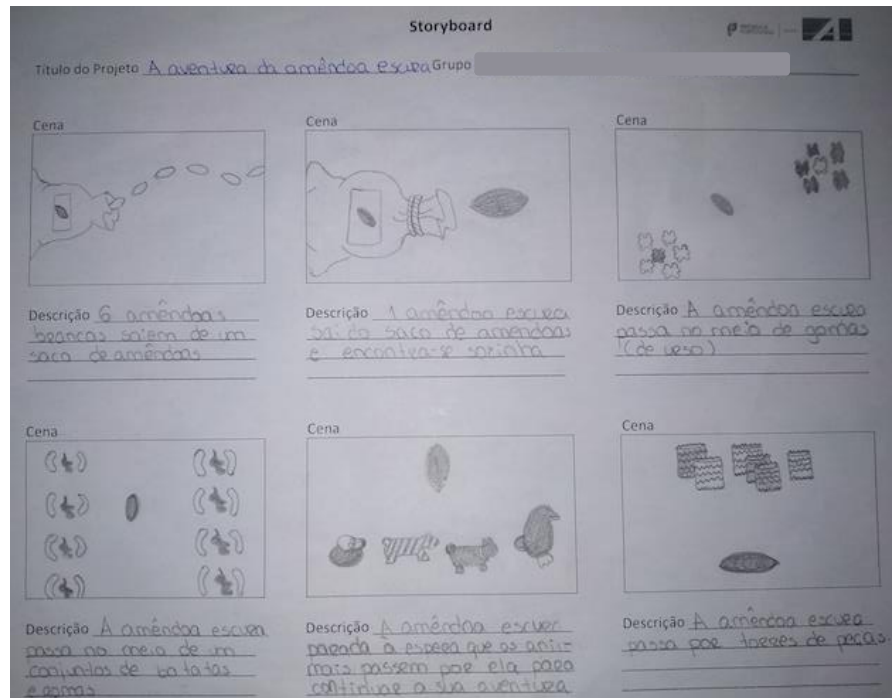 Storyboard
Título do Projeto A aventura da amêndoa escura Grupo
Cena
Cena
Cena
Descrição 6 amêndoas
brancas saiem de um
saco de amêndoas
Descrição 1 amêndoa escura
sai do saco de amendoas
e encontra-se sozinha
Descrição A amêndoa escura
passa no meio de gomas
(de urso)
Cena
Cena
Cena
Descrição A amêndoa escura
passa no meio de um
conjuntos de batatas
e gomas
Descrição A amêndoa escura
parada à espera que os ani-
mais passem por ela para
continuar a sua aventura
Descrição A amêndoa escura
passa por torres de peças.